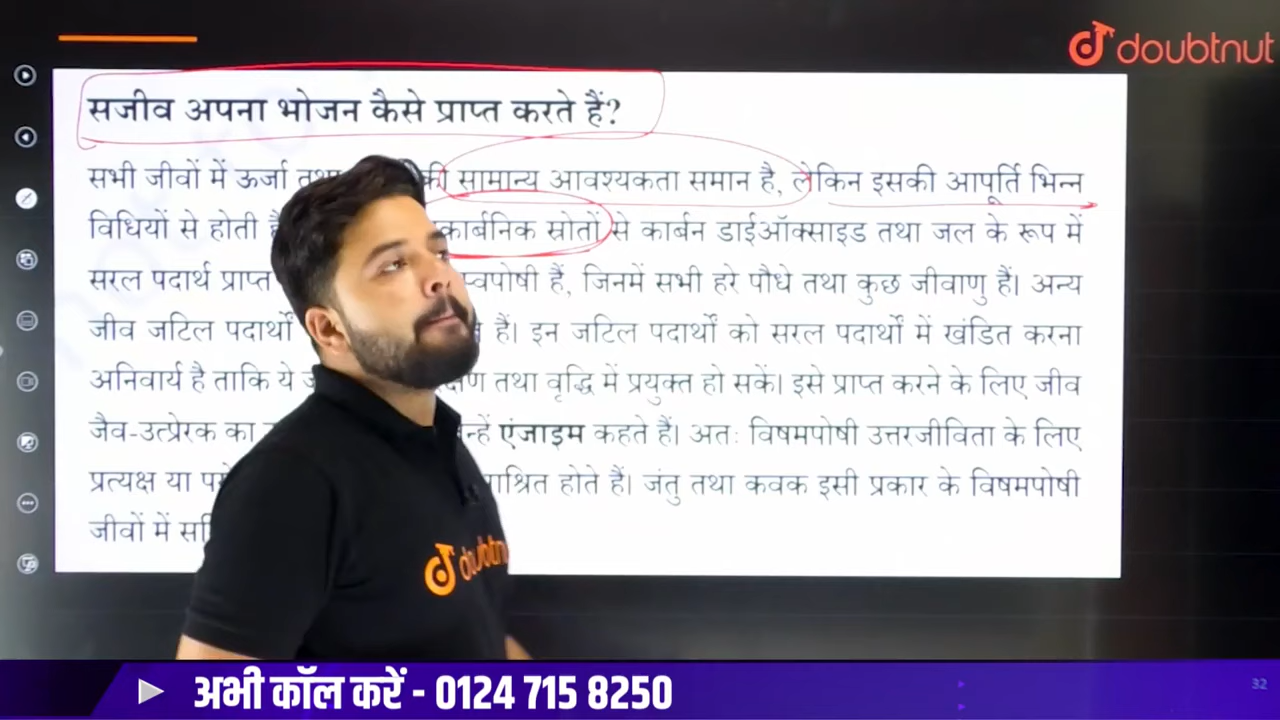 doubtnut
सजीव अपना भोजन कैसे प्राप्त करते हैं?
सभी जीवों में ऊर्जा की सामान्य आवश्यकता समान है, लेकिन इसकी आपूर्ति भिन्न
विधियों से होती कार्बनिक स्रोतों से कार्बन डाईऑक्साइड तथा जल के रूप में
सरल पदार्थ प्राप्त हैं, जिनमें सभी हरे पौधे तथा कुछ जीवाणु हैं। अन्य
जीव जटिल पदार्थों हैं। इन जटिल पदार्थों को सरल पदार्थों में खंडित करना
अनिवार्य है ताकि ये तथा वृद्धि में प्रयुक्त हो सकें। इसे प्राप्त करने के लिए जीव
जैव-उत्प्रेरक का एंजाइम कहते हैं। अतः विषमपोषी उत्तरजीविता के लिए
प्रत्यक्ष या होते हैं। जंतु तथा कवक इसी प्रकार के विषमपोषी
जीवों में
doubtnut
अभी कॉल करें - 0124 715 8250
32